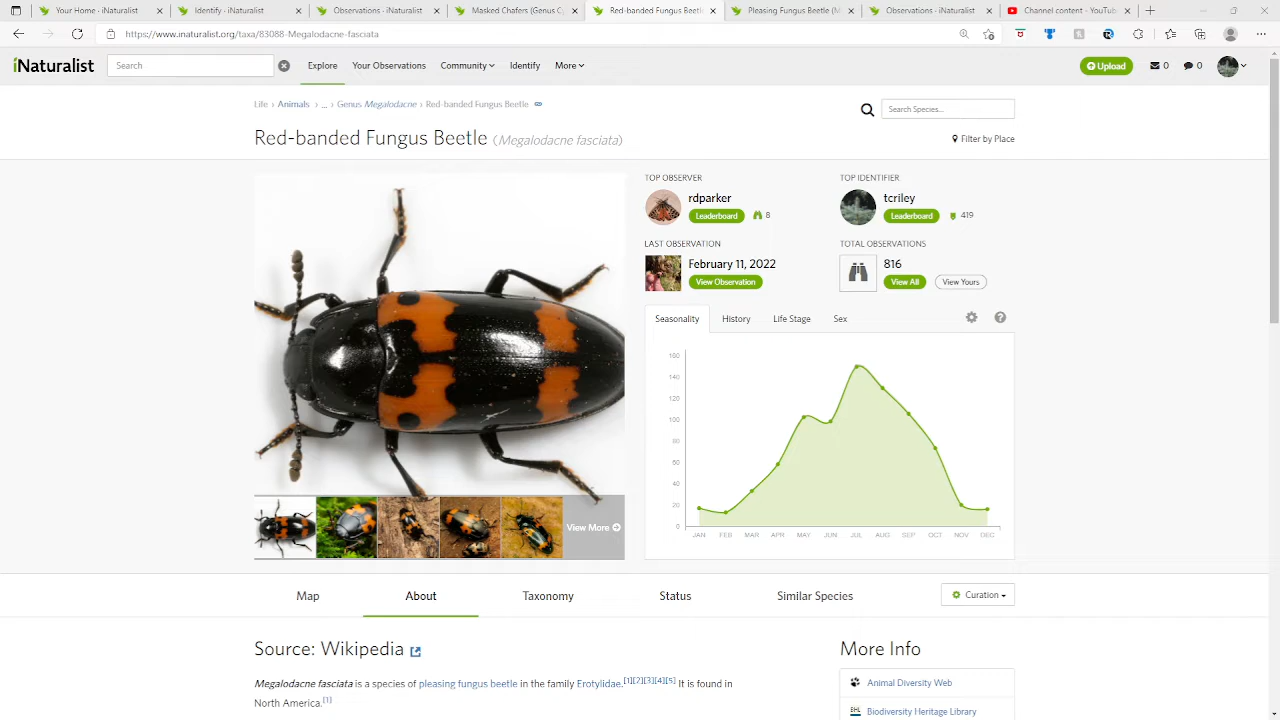 Your Home · iNaturalist
Identify · iNaturalist
Observations · iNaturalist
Masked Chafers (Genus C
Red-banded Fungus Beetl
Pleasing Fungus Beetle (M
Observations · iNaturalist
Channel content - YouTub
https://www.inaturalist.org/taxa/83088-Megalodacne-fasciata
iNaturalist
Search
Explore
Your Observations
Community
Identify
More
Upload
0
0
Life › Animals › ... › Genus Megalodacne › Red-banded Fungus Beetle
Search Species...
Red-banded Fungus Beetle (Megalodacne fasciata)
Filter by Place
TOP OBSERVER
rdparker
Leaderboard
8
TOP IDENTIFIER
tcriley
Leaderboard
419
LAST OBSERVATION
February 11, 2022
View Observation
TOTAL OBSERVATIONS
816
View All
View Yours
Seasonality
History
Life Stage
Sex
160
140
120
100
80
60
40
20
0
JAN FEB MAR APR MAY JUN JUL AUG SEP OCT NOV DEC
View More
Map
About
Taxonomy
Status
Similar Species
Curation
Source: Wikipedia
Megalodacne fasciata is a species of pleasing fungus beetle in the family Erotylidae.[1][2][3][4][5] It is found in
North America.[1]
More Info
Animal Diversity Web
BHL
Biodiversity Heritage Library